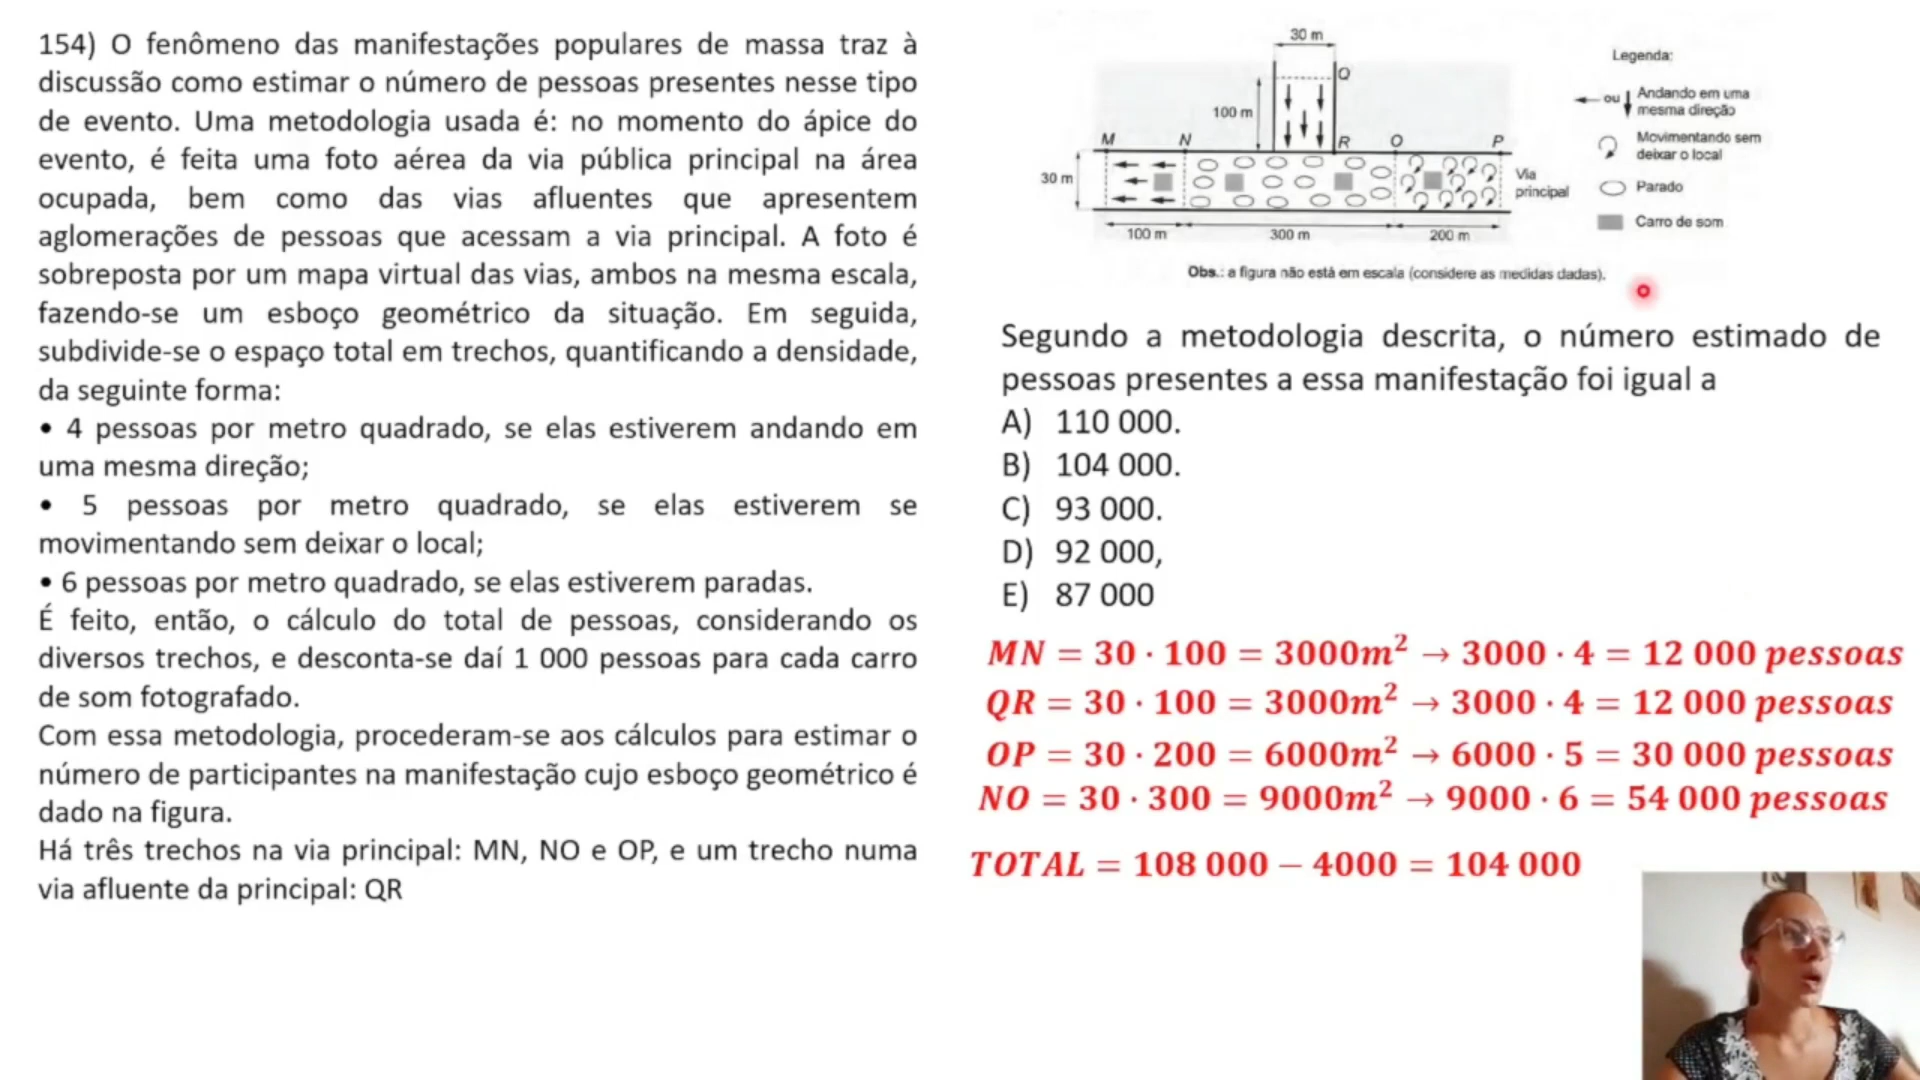 154) O fenômeno das manifestações populares de massa traz à
discussão como estimar o número de pessoas presentes nesse tipo
de evento. Uma metodologia usada é: no momento do ápice do
evento, é feita uma foto aérea da via pública principal na área
ocupada, bem como das vias afluentes que apresentem
aglomerações de pessoas que acessam a via principal. A foto é
sobreposta por um mapa virtual das vias, ambos na mesma escala,
fazendo-se um esboço geométrico da situação. Em seguida,
subdivide-se o espaço total em trechos, quantificando a densidade,
da seguinte forma:
• 4 pessoas por metro quadrado, se elas estiverem andando em
uma mesma direção;
• 5 pessoas por metro quadrado, se elas estiverem se
movimentando sem deixar o local;
• 6 pessoas por metro quadrado, se elas estiverem paradas.
É feito, então, o cálculo do total de pessoas, considerando os
diversos trechos, e desconta-se daí 1 000 pessoas para cada carro
de som fotografado.
Com essa metodologia, procederam-se aos cálculos para estimar o
número de participantes na manifestação cujo esboço geométrico é
dado na figura.
Há três trechos na via principal: MN, NO e OP, e um trecho numa
via afluente da principal: QR
30 m
Q
100 m
M N R O P
30 m
Via
principal
100 m 300 m 200 m
Legenda:
ou Andando em uma
mesma direção
Movimentando sem
deixar o local
Parado
Carro de som
Obs.: a figura não está em escala (considere as medidas dadas).
Segundo a metodologia descrita, o número estimado de
pessoas presentes a essa manifestação foi igual a
A) 110 000.
B) 104 000.
C) 93 000.
D) 92 000,
E) 87 000
MN = 30 · 100 = 3000m² → 3000 · 4 = 12 000 pessoas
QR = 30 · 100 = 3000m² → 3000 · 4 = 12 000 pessoas
OP = 30 · 200 = 6000m² → 6000 · 5 = 30 000 pessoas
NO = 30 · 300 = 9000m² → 9000 · 6 = 54 000 pessoas
TOTAL = 108 000 − 4000 = 104 000